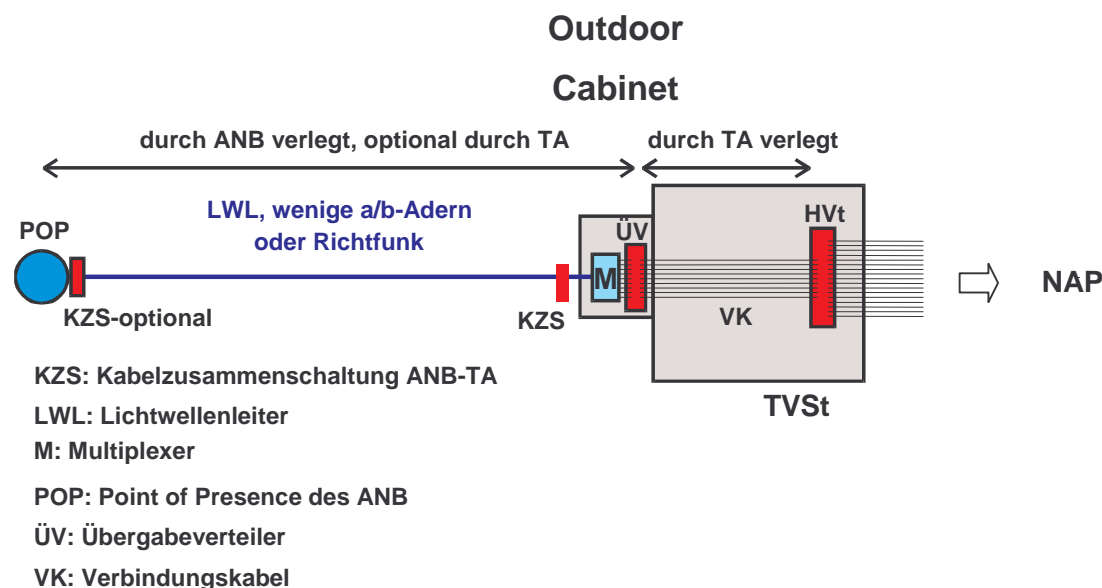 Outdoor
Cabinet
durch ANB verlegt, optional durch TA
durch TA verlegt
LWL, wenige a/b-Adern
oder Richtfunk
POP
ÜV
HVt
M
NAP
KZS-optional
KZS
VK
TVSt
KZS: Kabelzusammenschaltung ANB-TA
LWL: Lichtwellenleiter
M: Multiplexer
POP: Point of Presence des ANB
ÜV: Übergabeverteiler
VK: Verbindungskabel